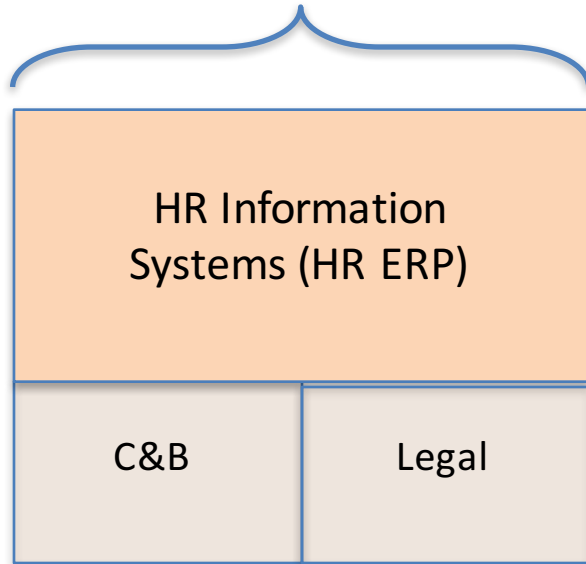 HR Information
Systems (HR ERP)
C&B
Legal